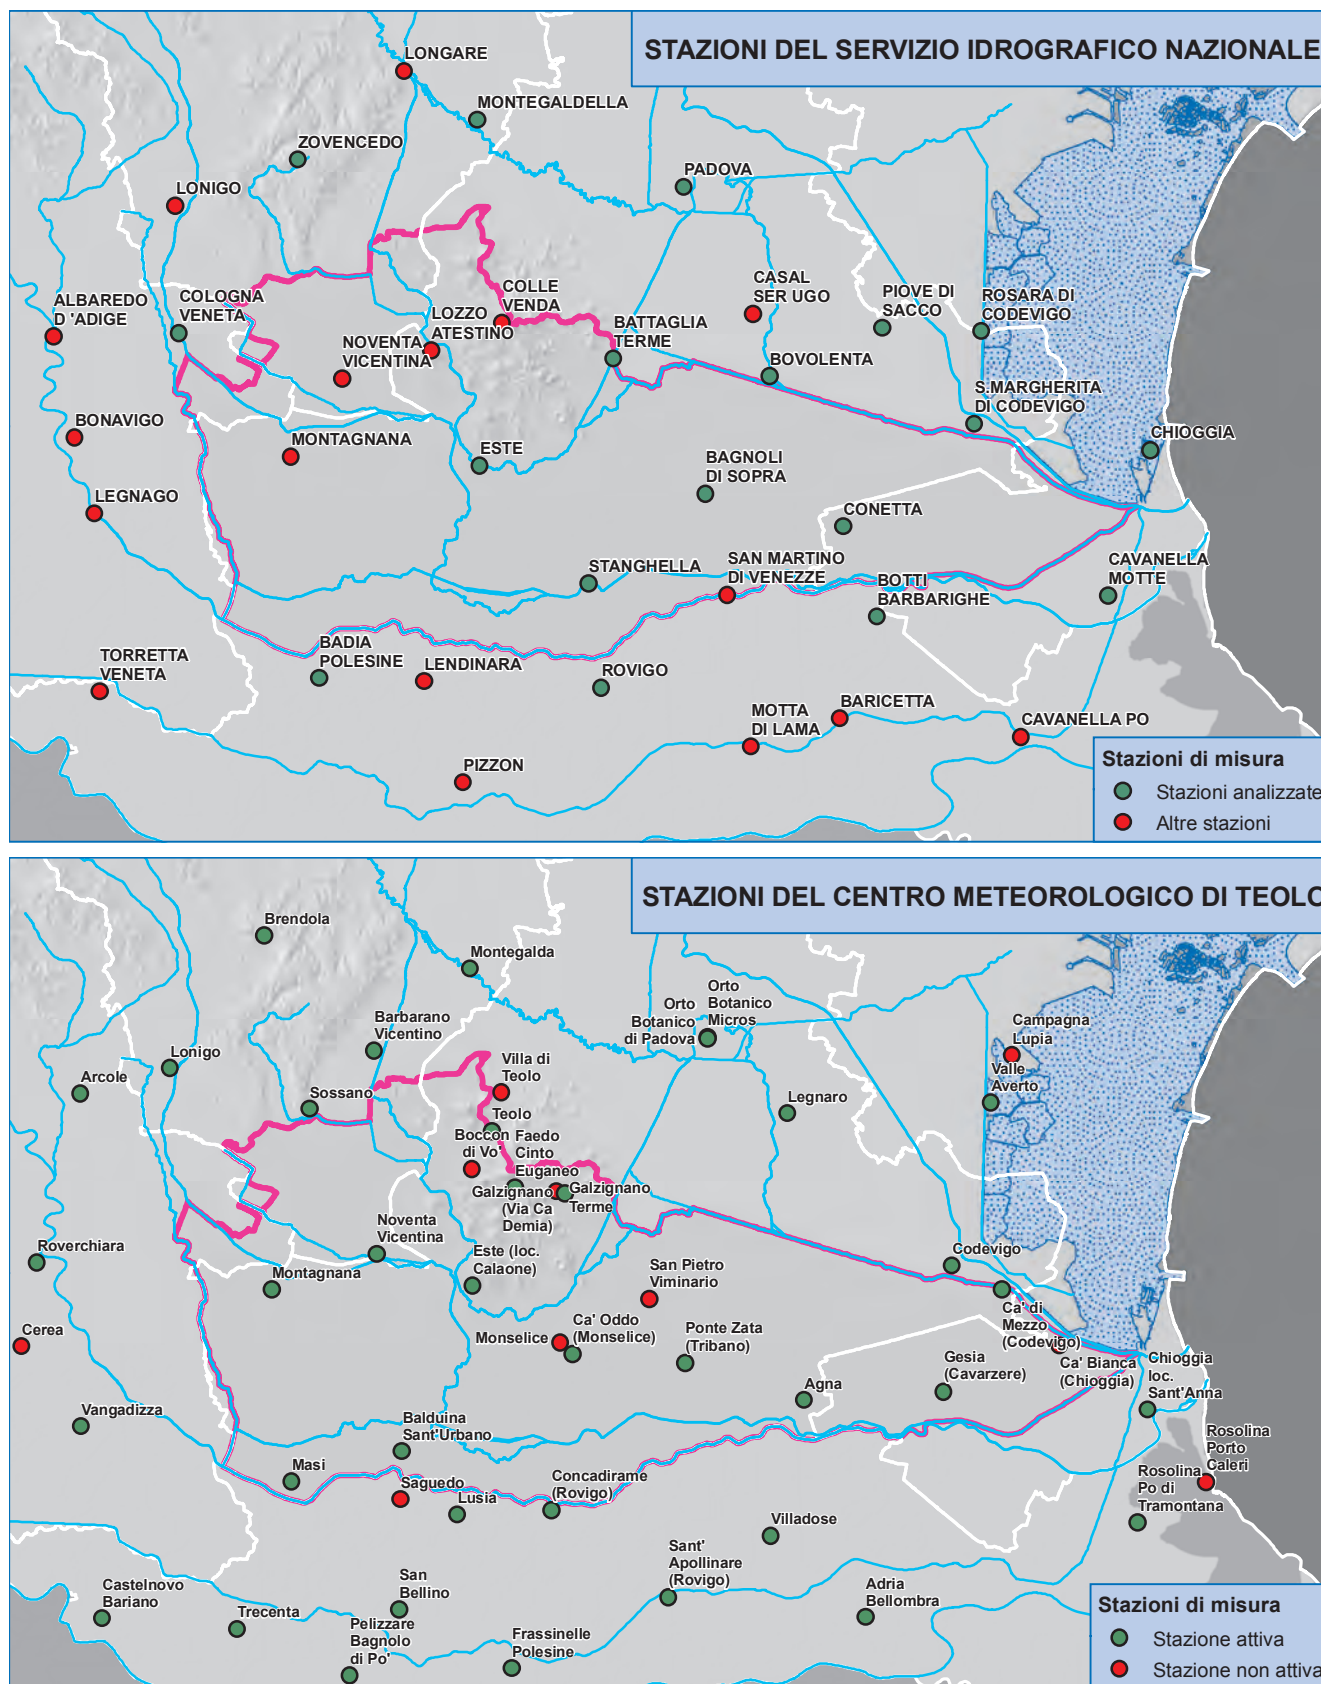 STAZIONI DEL SERVIZIO IDROGRAFICO NAZIONALE
LONGARE
MONTEGALDELLA
ZOVENCEDO
PADOVA
LONIGO
ALBAREDO
D 'ADIGE
COLOGNA
VENETA
COLLE
VENDA
LOZZO
ATESTINO
NOVENTA
VICENTINA
BATTAGLIA
TERME
CASAL
SER UGO
PIOVE DI
SACCO
ROSARA DI
CODEVIGO
BOVOLENTA
S.MARGHERITA
DI CODEVIGO
BONAVIGO
MONTAGNANA
ESTE
BAGNOLI
DI SOPRA
CHIOGGIA
LEGNAGO
CONETTA
STANGHELLA
SAN MARTINO
DI VENEZZE
BOTTI
BARBARIGHE
CAVANELLA
MOTTE
TORRETTA
VENETA
BADIA
POLESINE
LENDINARA
ROVIGO
MOTTA
DI LAMA
BARICETTA
CAVANELLA PO
PIZZON
Stazioni di misura
Stazioni analizzate
Altre stazioni
STAZIONI DEL CENTRO METEOROLOGICO DI TEOLO
Brendola
Montegalda
Orto
Botanico
di Padova
Orto
Botanico
Micros
Barbarano
Vicentino
Campagna
Lupia
Lonigo
Arcole
Villa di
Teolo
Valle
Averto
Sossano
Legnaro
Teolo
Boccon
di Vo'
Faedo
Cinto
Euganeo
Galzignano
(Via Ca
Demia)
Galzignano
Terme
Noventa
Vicentina
Roverchiara
Montagnana
Este (loc.
Calaone)
San Pietro
Viminario
Codevigo
Ca' di
Mezzo
(Codevigo)
Cerea
Monselice
Ca' Oddo
(Monselice)
Ponte Zata
(Tribano)
Gesia
(Cavarzere)
Ca' Bianca
(Chioggia)
Chioggia
loc.
Sant'Anna
Agna
Vangadizza
Balduina
Sant'Urbano
Rosolina
Porto
Caleri
Masi
Saguedo
Lusia
Concadirame
(Rovigo)
Rosolina
Po di
Tramontana
Villadose
Sant'
Apollinare
(Rovigo)
Castelnovo
Bariano
Trecenta
San
Bellino
Adria
Bellombra
Pelizzare
Bagnolo
di Po'
Frassinelle
Polesine
Stazioni di misura
Stazione attiva
Stazione non attiva